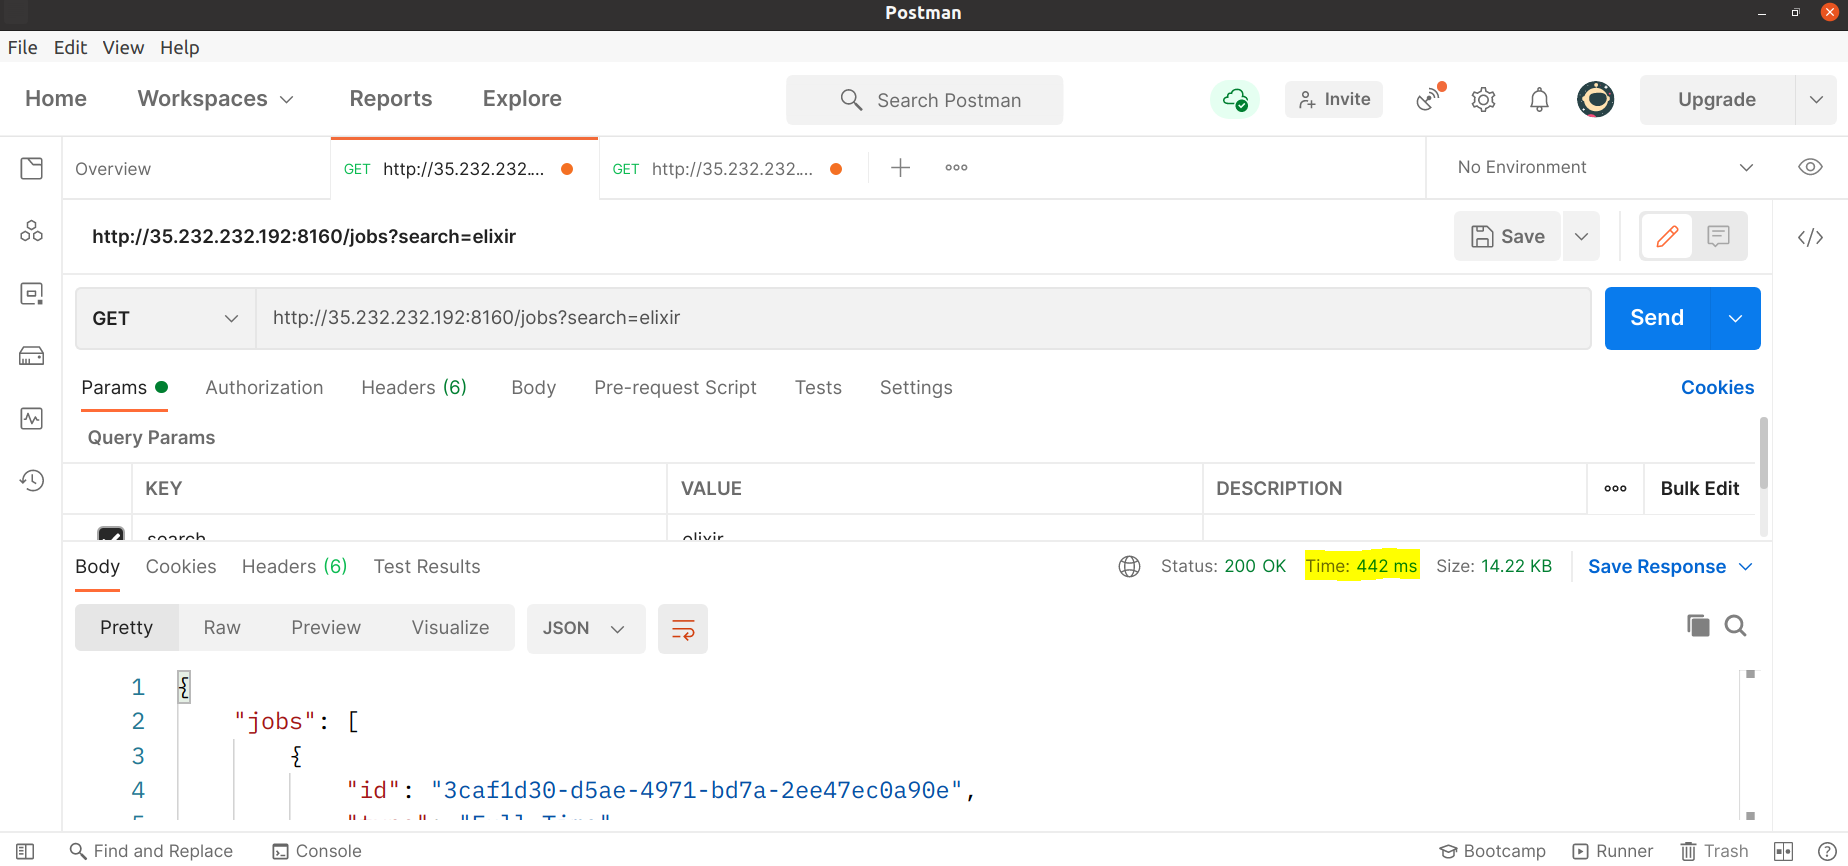 Postman
File Edit View Help
Home Workspaces Reports Explore Search Postman Invite Upgrade
Overview GET http://35.232.232.... GET http://35.232.232.... No Environment
http://35.232.232.192:8160/jobs?search=elixir Save
GET http://35.232.232.192:8160/jobs?search=elixir Send
Params Authorization Headers (6) Body Pre-request Script Tests Settings Cookies
Query Params
KEY VALUE DESCRIPTION Bulk Edit
search elixir
Body Cookies Headers (6) Test Results Status: 200 OK Time: 442 ms Size: 14.22 KB Save Response
Pretty Raw Preview Visualize JSON
1 {
2 "jobs": [
3 {
4 "id": "3caf1d30-d5ae-4971-bd7a-2ee47ec0a90e",
5 "type": "Full Time"
Find and Replace Console Bootcamp Runner Trash